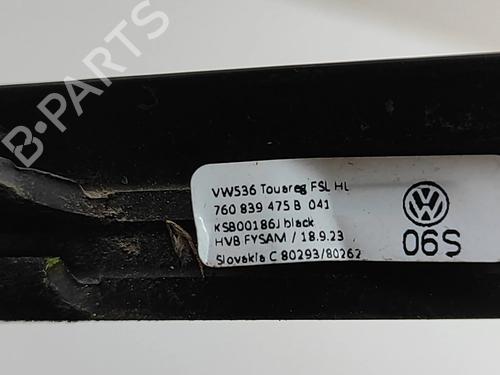 B-PARTS
VW536 Touareg FSL HL
760 839 475 B 041
KSB00186J black
HVB FYSAM / 18.9.23
Slovakia C 80293/80262
06S